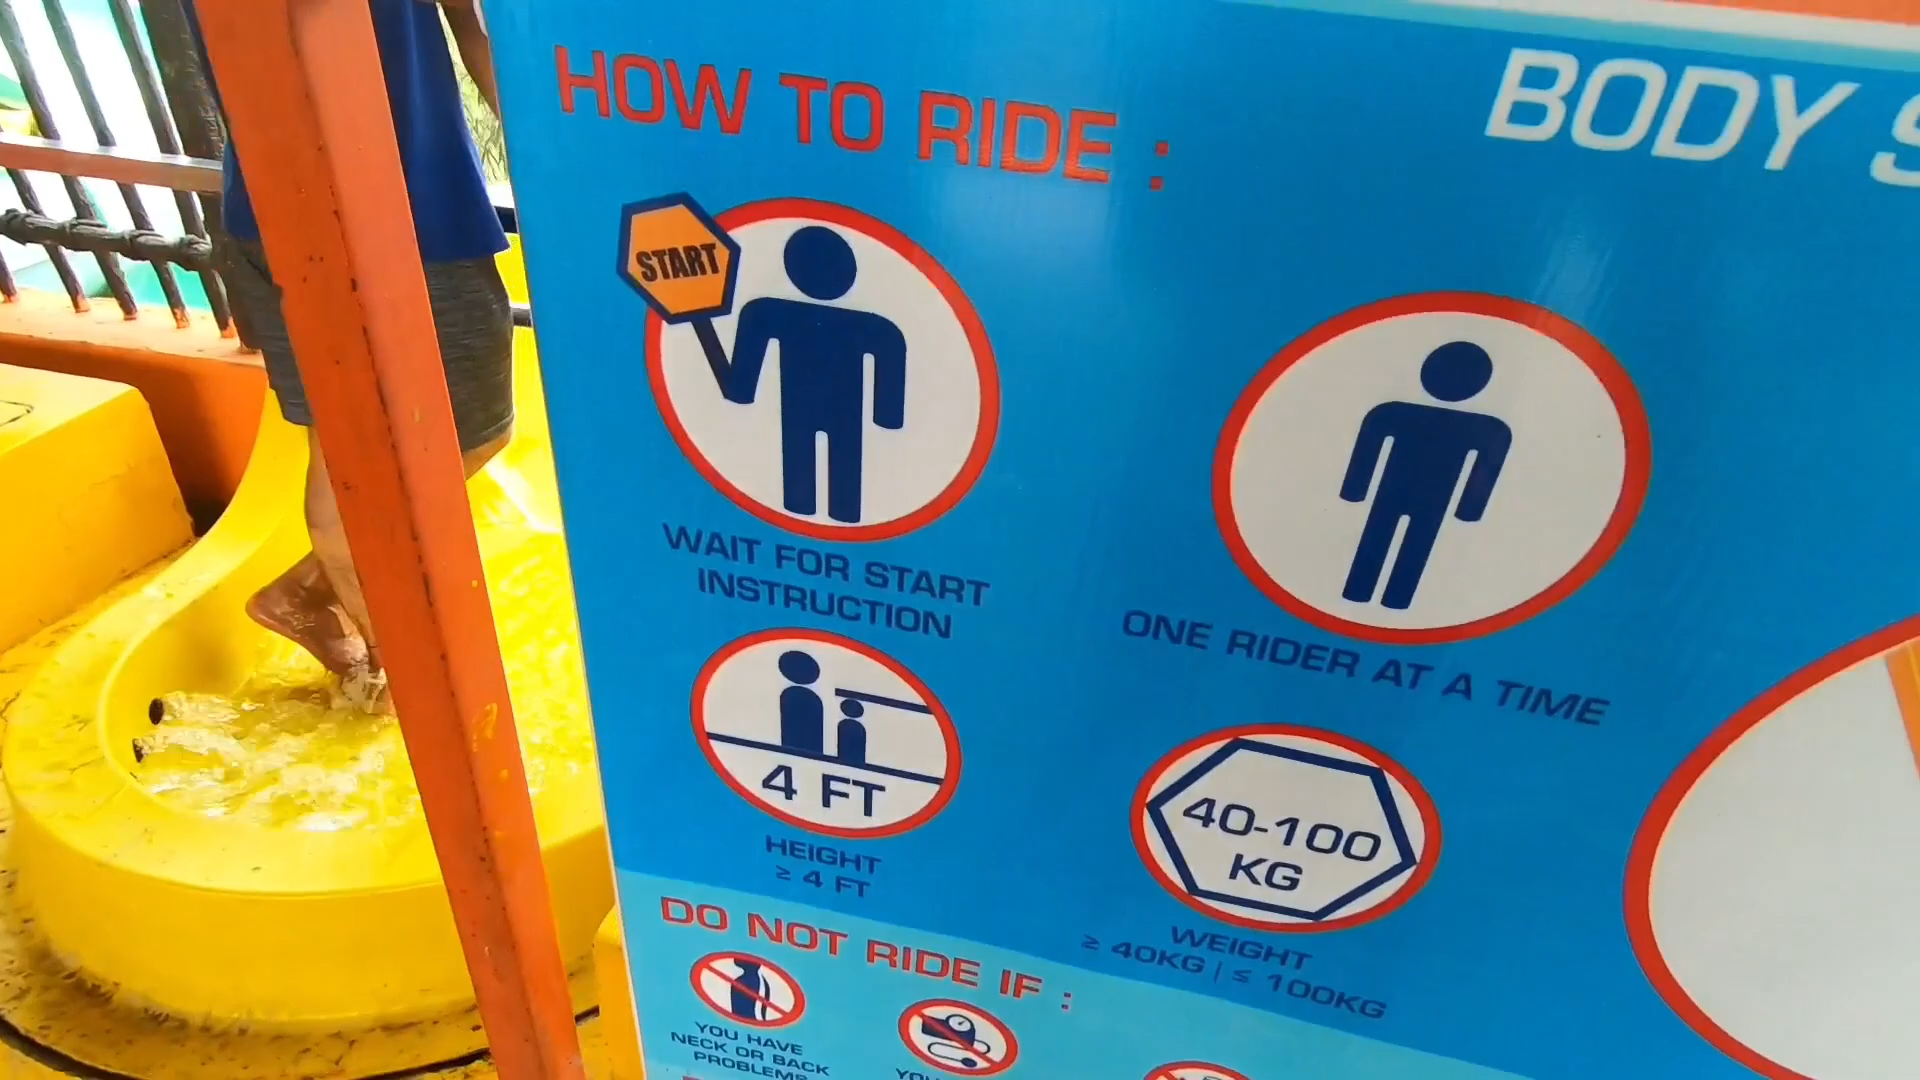 HOW TO RIDE :
BODY
START
WAIT FOR START
INSTRUCTION
ONE RIDER AT A TIME
4 FT
HEIGHT
≥ 4 FT
40-100
KG
WEIGHT
≥ 40KG | ≤ 100KG
DO NOT RIDE IF :
YOU HAVE
NECK OR BACK
PROBLEMS